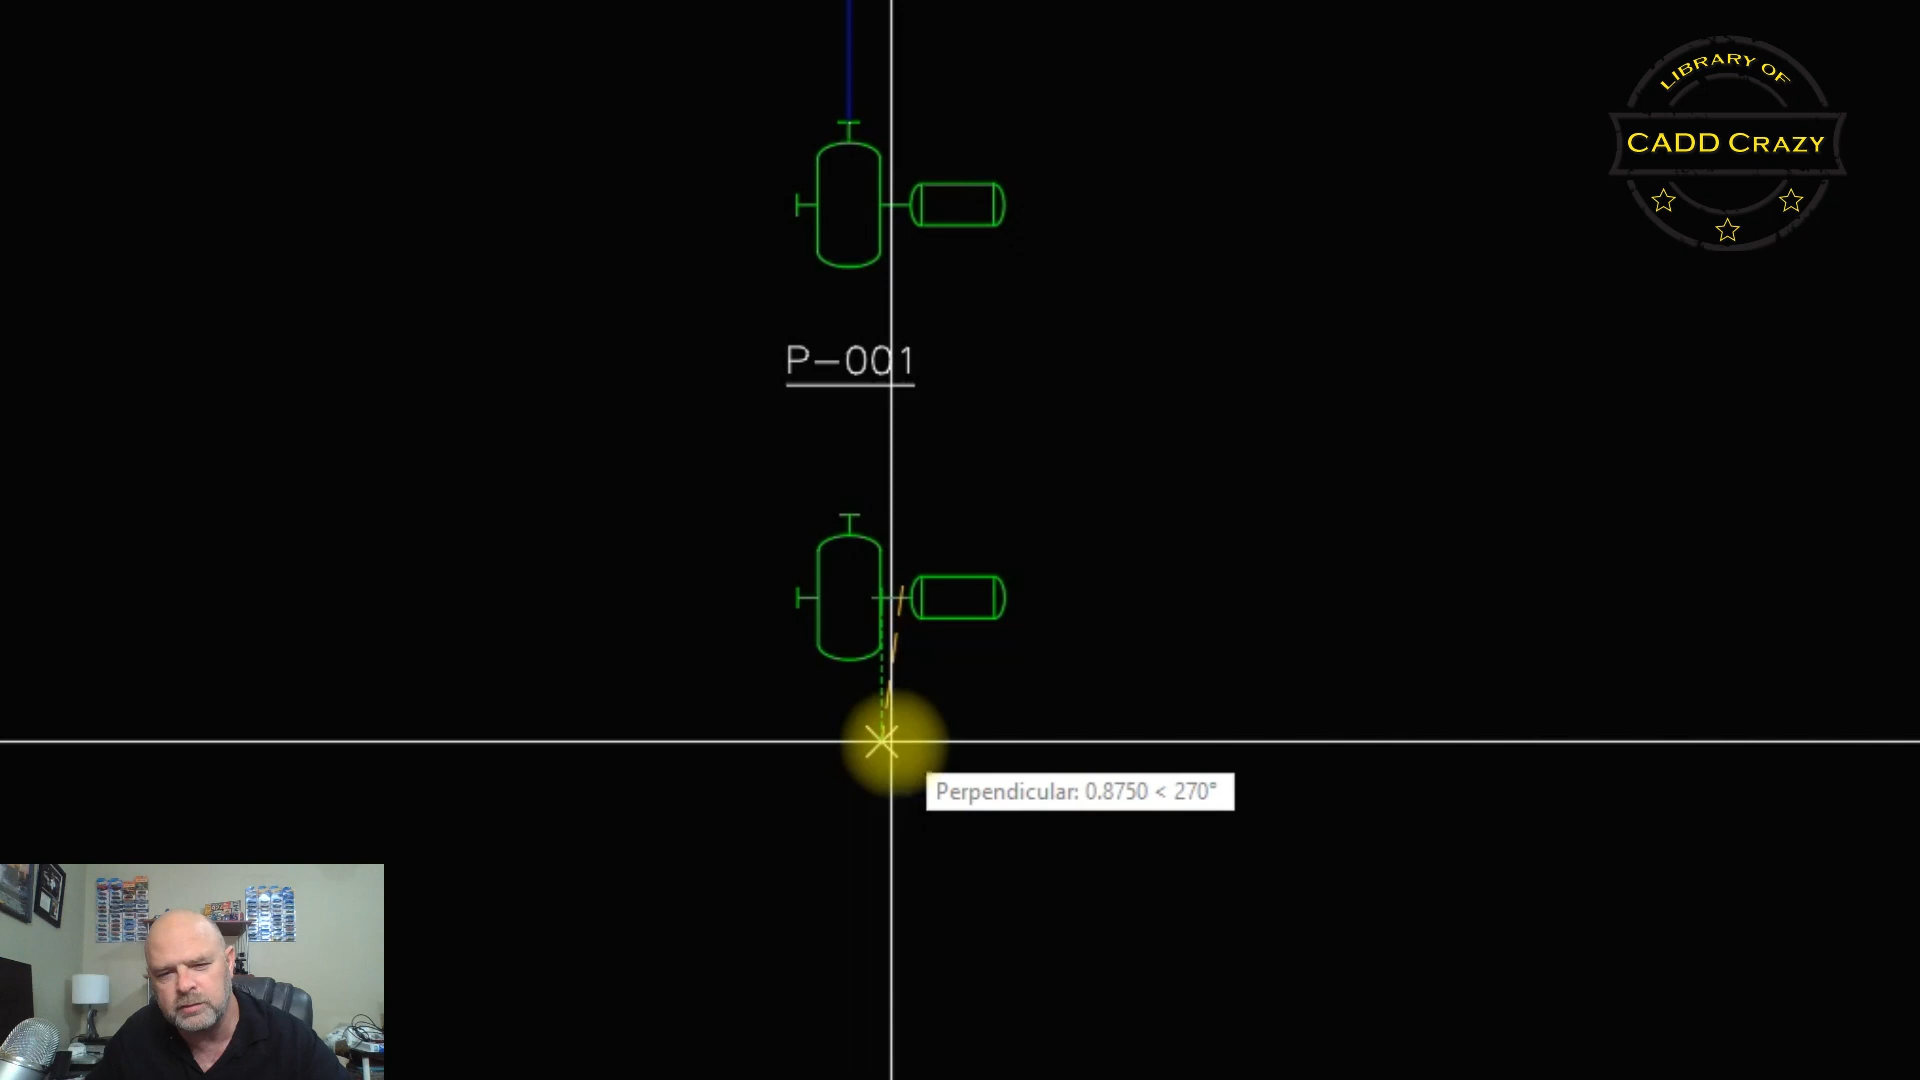 LIBRARY OF
CADD CRAZY
P-001
Perpendicular: 0.8750 < 270°